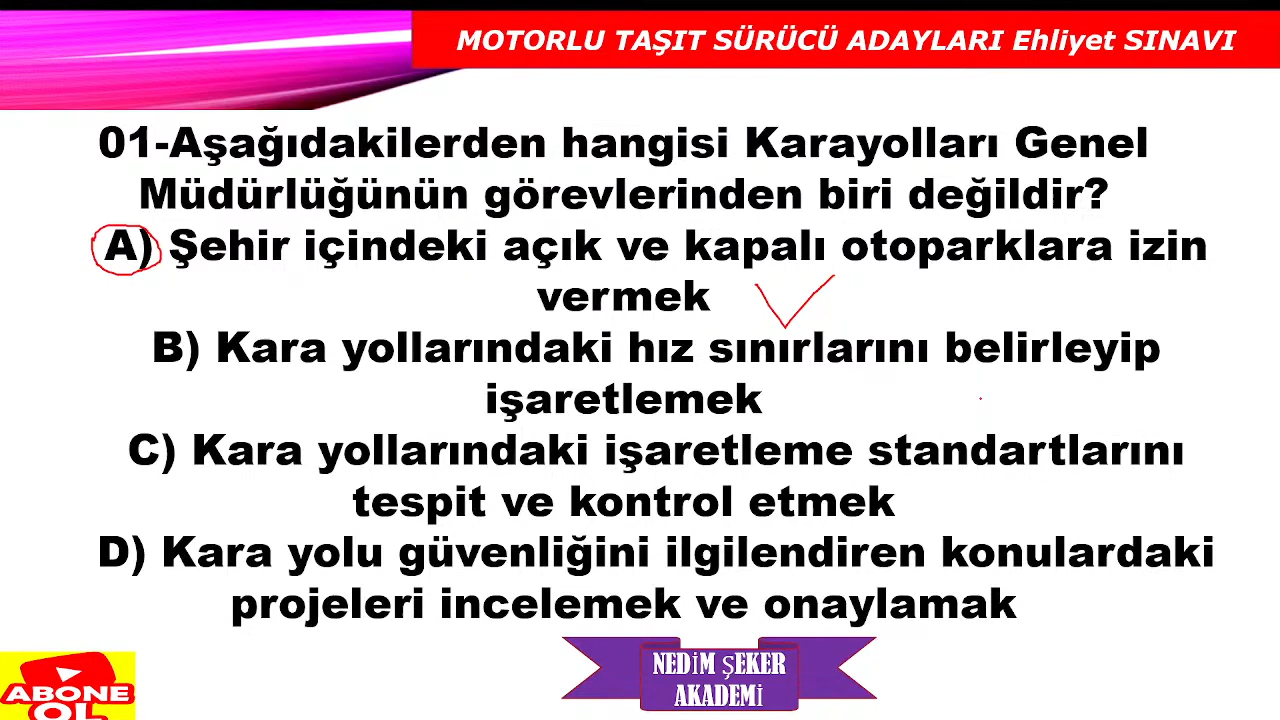 MOTORLU TAŞIT SÜRÜCÜ ADAYLARI Ehliyet SINAVI
01-Aşağıdakilerden hangisi Karayolları Genel
Müdürlüğünün görevlerinden biri değildir?
A) Şehir içindeki açık ve kapalı otoparklara izin
vermek
B) Kara yollarındaki hız sınırlarını belirleyip
işaretlemek
C) Kara yollarındaki işaretleme standartlarını
tespit ve kontrol etmek
D) Kara yolu güvenliğini ilgilendiren konulardaki
projeleri incelemek ve onaylamak
NEDİM ŞEKER
AKADEMİ
ABONE
OL